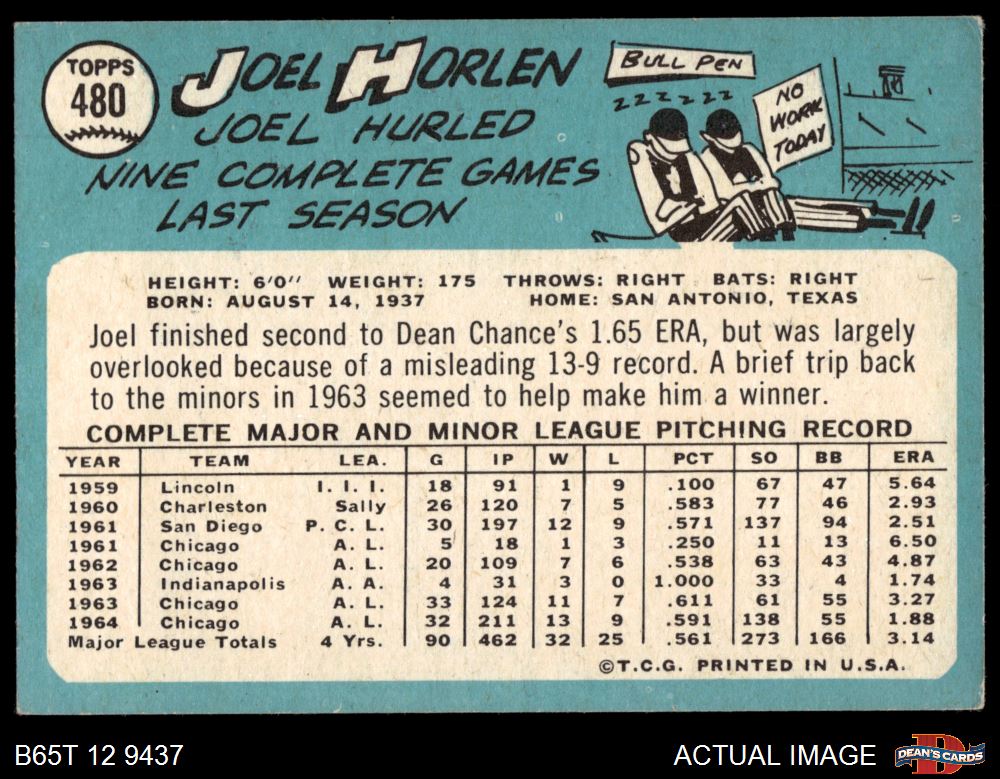 TOPPS
480
JOEL HORLEN
JOEL HURLED
NINE COMPLETE GAMES
LAST SEASON
BULL PEN
Z Z Z Z Z Z
NO
WORK
TODAY
HEIGHT: 6'0" WEIGHT: 175 THROWS: RIGHT BATS: RIGHT
BORN: AUGUST 14, 1937 HOME: SAN ANTONIO, TEXAS
Joel finished second to Dean Chance's 1.65 ERA, but was largely
overlooked because of a misleading 13-9 record. A brief trip back
to the minors in 1963 seemed to help make him a winner.
COMPLETE MAJOR AND MINOR LEAGUE PITCHING RECORD
YEAR TEAM LEA. G IP W L PCT SO BB ERA
1959 Lincoln I. I. I. 18 91 1 9 .100 67 47 5.64
1960 Charleston Sally 26 120 7 5 .583 77 46 2.93
1961 San Diego P. C. L. 30 197 12 9 .571 137 94 2.51
1961 Chicago A. L. 5 18 1 3 .250 11 13 6.50
1962 Chicago A. L. 20 109 7 6 .538 63 43 4.87
1963 Indianapolis A. A. 4 31 3 0 1.000 33 4 1.74
1963 Chicago A. L. 33 124 11 7 .611 61 55 3.27
1964 Chicago A. L. 32 211 13 9 .591 138 55 1.88
Major League Totals 4 Yrs. 90 462 32 25 .561 273 166 3.14
©T.C.G. PRINTED IN U.S.A.
B65T 12 9437
ACTUAL IMAGE
D
DEAN'S CARDS